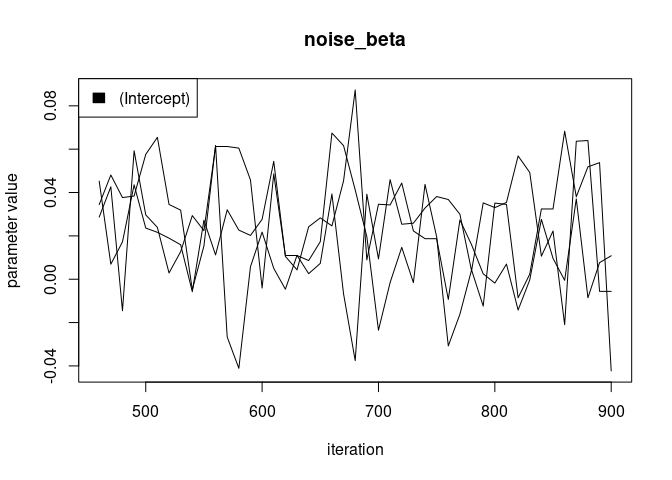 noise_beta
(Intercept)
parameter value
0.08
0.04
0.00
-0.04
500 600 700 800 900
iteration